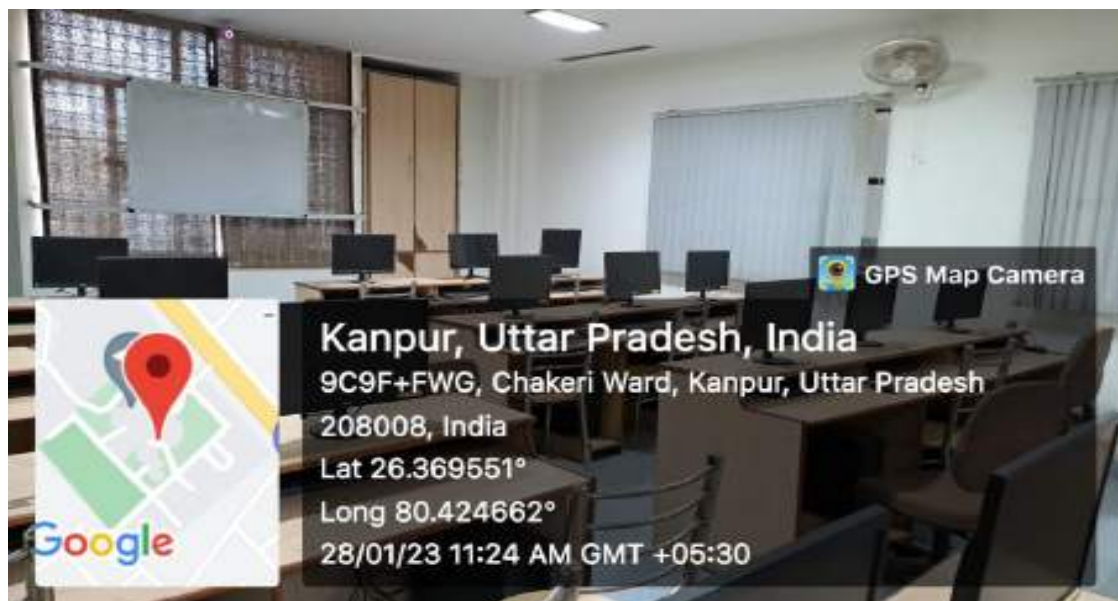 GPS Map Camera
Kanpur, Uttar Pradesh, India
9C9F+FWG, Chakeri Ward, Kanpur, Uttar Pradesh
208008, India
Lat 26.369551°
Long 80.424662°
28/01/23 11:24 AM GMT +05:30
Google